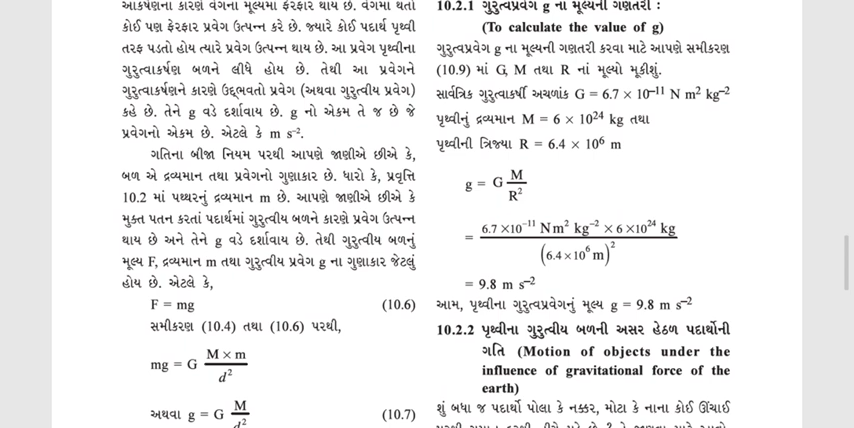 આકર્ષણના કારણે વેગના મૂલ્યમાં ફેરફાર થાય છે. વેગમાં થતો
કોઈ પણ ફેરફાર પ્રવેગ ઉત્પન્ન કરે છે. જ્યારે કોઈ પદાર્થ પૃથ્વી
તરફ પડતો હોય ત્યારે પ્રવેગ ઉત્પન્ન થાય છે. આ પ્રવેગ પૃથ્વીના
ગુરુત્વાકર્ષણ બળને લીધે હોય છે. તેથી આ પ્રવેગને
ગુરુત્વાકર્ષણને કારણે ઉદ્દભવતો પ્રવેગ (અથવા ગુરુત્વીય પ્રવેગ)
કહે છે. તેને g વડે દર્શાવાય છે. g નો એકમ તે જ છે જે
પ્રવેગનો એકમ છે. એટલે કે m s⁻².
ગતિના બીજા નિયમ પરથી આપણે જાણીએ છીએ કે,
બળ એ દ્રવ્યમાન તથા પ્રવેગનો ગુણાકાર છે. ધારો કે, પ્રવૃત્તિ
10.2 માં પથ્થરનું દ્રવ્યમાન m છે. આપણે જાણીએ છીએ કે
મુક્ત પતન કરતાં પદાર્થમાં ગુરુત્વીય બળને કારણે પ્રવેગ ઉત્પન્ન
થાય છે અને તેને g વડે દર્શાવાય છે. તેથી ગુરુત્વીય બળનું
મૂલ્ય F, દ્રવ્યમાન m તથા ગુરુત્વીય પ્રવેગ g ના ગુણાકાર જેટલું
હોય છે. એટલે કે,
F = mg (10.6)
સમીકરણ (10.4) તથા (10.6) પરથી,
mg = G M × m / d²
અથવા g = G M / d² (10.7)
10.2.1 ગુરુત્વપ્રવેગ g ના મૂલ્યની ગણતરી :
(To calculate the value of g)
ગુરુત્વપ્રવેગ g ના મૂલ્યની ગણતરી કરવા માટે આપણે સમીકરણ
(10.9) માં G, M તથા R નાં મૂલ્યો મૂકીશું.
સાર્વત્રિક ગુરુત્વાકર્ષી અચળાંક G = 6.7 × 10⁻¹¹ N m² kg⁻²
પૃથ્વીનું દ્રવ્યમાન M = 6 × 10²⁴ kg તથા
પૃથ્વીની ત્રિજ્યા R = 6.4 × 10⁶ m
g = G M / R²
= 6.7 ×10⁻¹¹ Nm² kg⁻² × 6 ×10²⁴ kg / (6.4 × 10⁶ m)²
= 9.8 m s⁻²
આમ, પૃથ્વીના ગુરુત્વપ્રવેગનું મૂલ્ય g = 9.8 m s⁻²
10.2.2 પૃથ્વીના ગુરુત્વીય બળની અસર હેઠળ પદાર્થોની
ગતિ (Motion of objects under the
influence of gravitational force of the
earth)
શું બધા જ પદાર્થો પોલા કે નક્કર, મોટા કે નાના કોઈ ઊંચાઈ